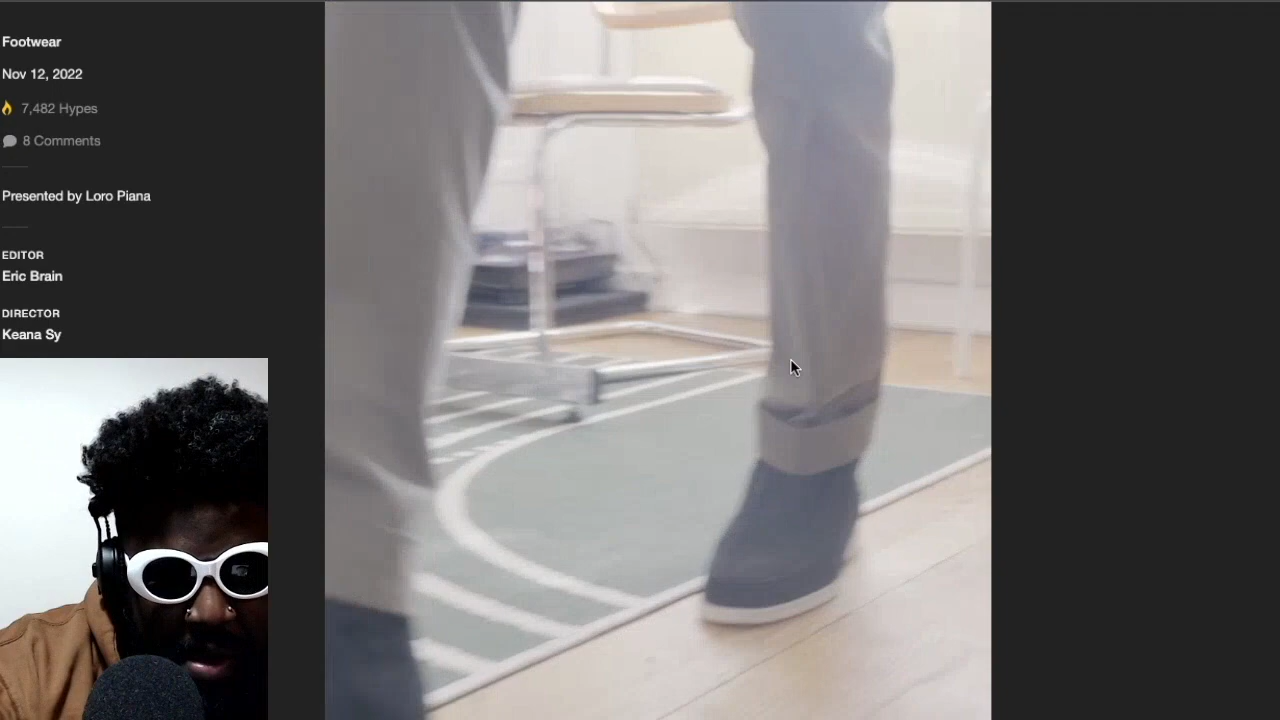 Footwear
Nov 12, 2022
7,482 Hypes
8 Comments
Presented by Loro Piana
EDITOR
Eric Brain
DIRECTOR
Keana Sy